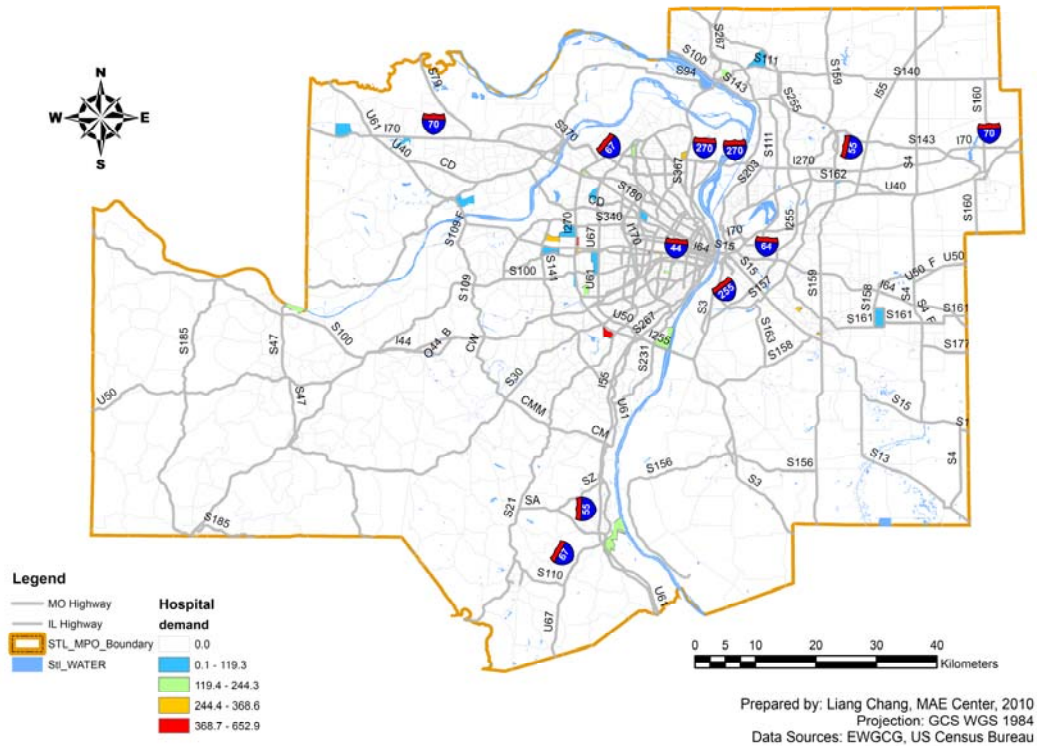 N
W E
S
S267
S100
S94
S111
S143
S159
I55
S140
S79
S255
S160
U61
I70
70
S370
67
S367
270
270
S111
55
S143
I70
70
U40
CD
S180
S203
I270
S162
S4
U40
CD
S340
I170
I70
I255
S160
S109 F
I270
U67
44
I64
S15
64
S141
S100
U61
S15
S157
S159
U50 F
U50
I64
S158
S4
S109
255
S3
S161
S161
S4 F
S161
S185
S47
S100
I44
O44 B
CW
U50
S267
I255
S163
S158
S177
S231
S30
I55
U50
S47
U61
CMM
CM
S15
S1
S13
S4
S156
S156
S3
SZ
SA
S21
55
S185
67
S110
U67
U61
Legend
MO Highway
IL Highway
STL_MPO_Boundary
Stl_WATER
Hospital
demand
0.0
0.1 - 119.3
119.4 - 244.3
244.4 - 368.6
368.7 - 652.9
0 5 10 20 30 40
Kilometers
Prepared by: Liang Chang, MAE Center, 2010
Projection: GCS WGS 1984
Data Sources: EWGCG, US Census Bureau